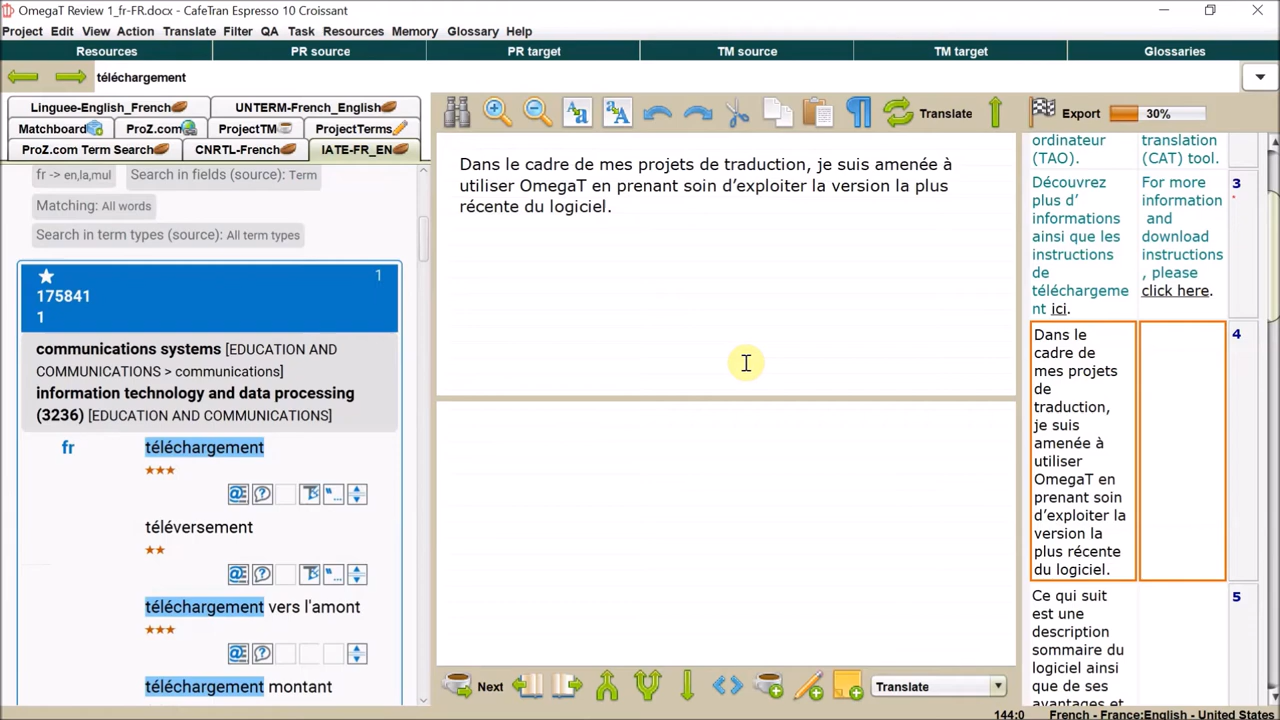 OmegaT Review 1_fr-FR.docx - CafeTran Espresso 10 Croissant
Project Edit View Action Translate Filter QA Task Resources Memory Glossary Help
Resources PR source PR target TM source TM target Glossaries
téléchargement
Linguee-English_French UNTERM-French_English
Matchboard ProZ.com ProjectTM ProjectTerms
ProZ.com Term Search CNRTL-French IATE-FR_EN
fr -> en,la,mul Search in fields (source): Term
Matching: All words
Search in term types (source): All term types
1
175841
1
communications systems [EDUCATION AND
COMMUNICATIONS > communications]
information technology and data processing
(3236) [EDUCATION AND COMMUNICATIONS]
fr téléchargement
téléversement
téléchargement vers l'amont
téléchargement montant
Translate
Export 30%
Dans le cadre de mes projets de traduction, je suis amenée à
utiliser OmegaT en prenant soin d’exploiter la version la plus
récente du logiciel.
Next
Translate
ordinateur
(TAO).
translation
(CAT) tool.
Découvrez
plus d’
informations
ainsi que les
instructions
de
téléchargeme
nt ici.
For more
information
and
download
instructions
, please
click here.
3
Dans le
cadre de
mes projets
de
traduction,
je suis
amenée à
utiliser
OmegaT en
prenant soin
d’exploiter la
version la
plus récente
du logiciel.
4
Ce qui suit
est une
description
sommaire du
logiciel ainsi
que de ses
avantages et
5
144:0 French - France:English - United States